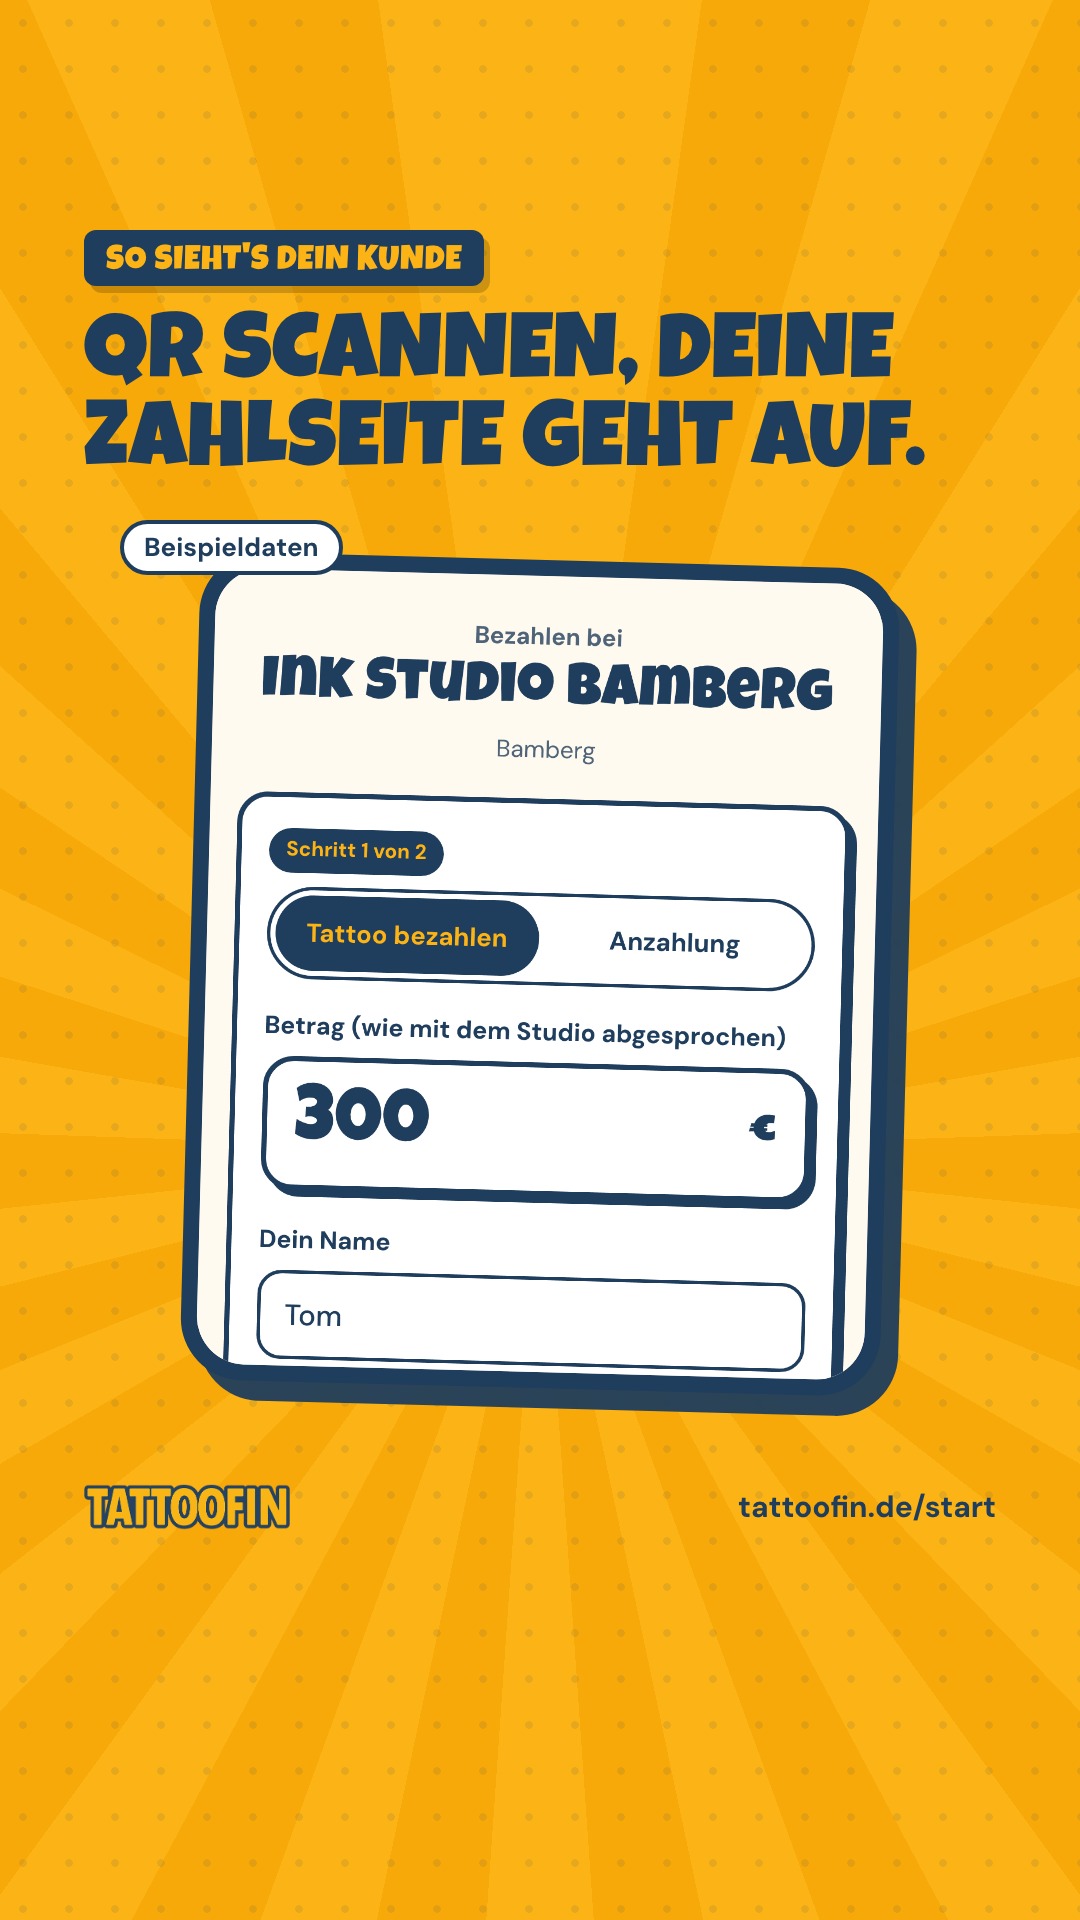 SO SIEHT'S DEIN KUNDE
QR SCANNEN, DEINE
ZAHLSEITE GEHT AUF.
Beispieldaten
Bezahlen bei
Ink Studio Bamberg
Bamberg
Schritt 1 von 2
Tattoo bezahlen
Anzahlung
Betrag (wie mit dem Studio abgesprochen)
300 €
Dein Name
Tom
TATTOOFIN
tattoofin.de/start